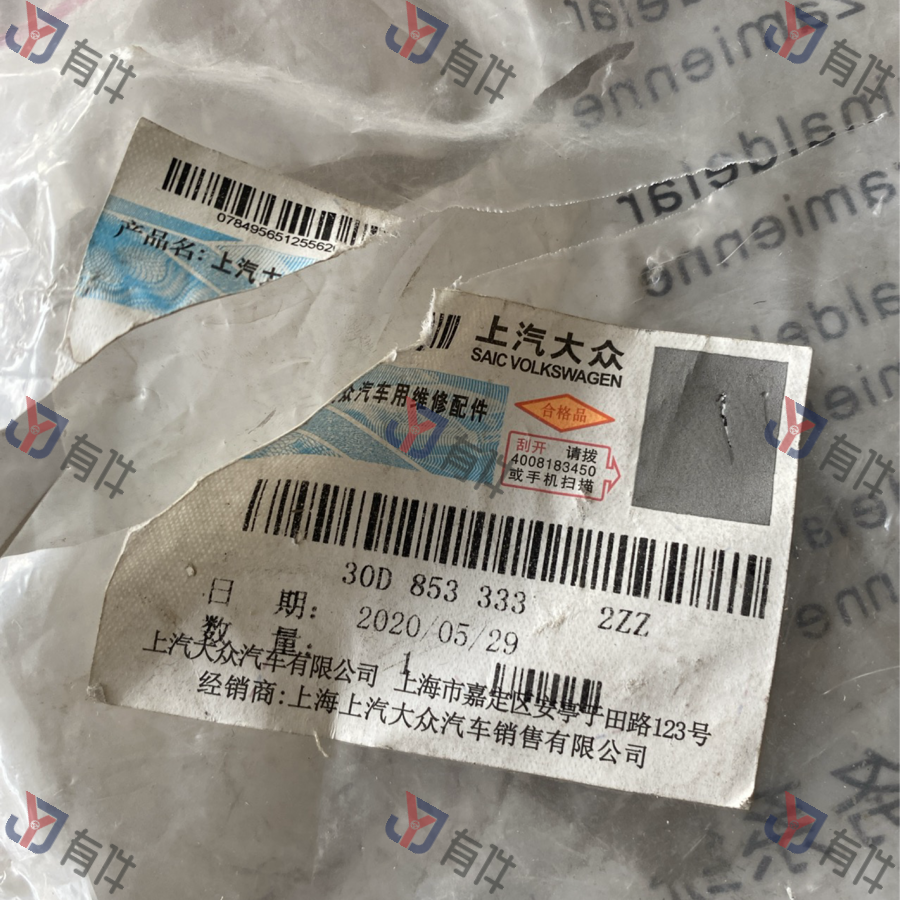 0784956512556
产品名：上汽大
上汽大众
SAIC VOLKSWAGEN
众汽车用维修配件
合格品
刮开 请拨
4008183450
或手机扫描
30D 853 333 2ZZ
日 期: 2020/05/29
数 量: 1
上汽大众汽车有限公司 上海市嘉定区安亭于田路123号
经销商:上海上汽大众汽车销售有限公司
有件